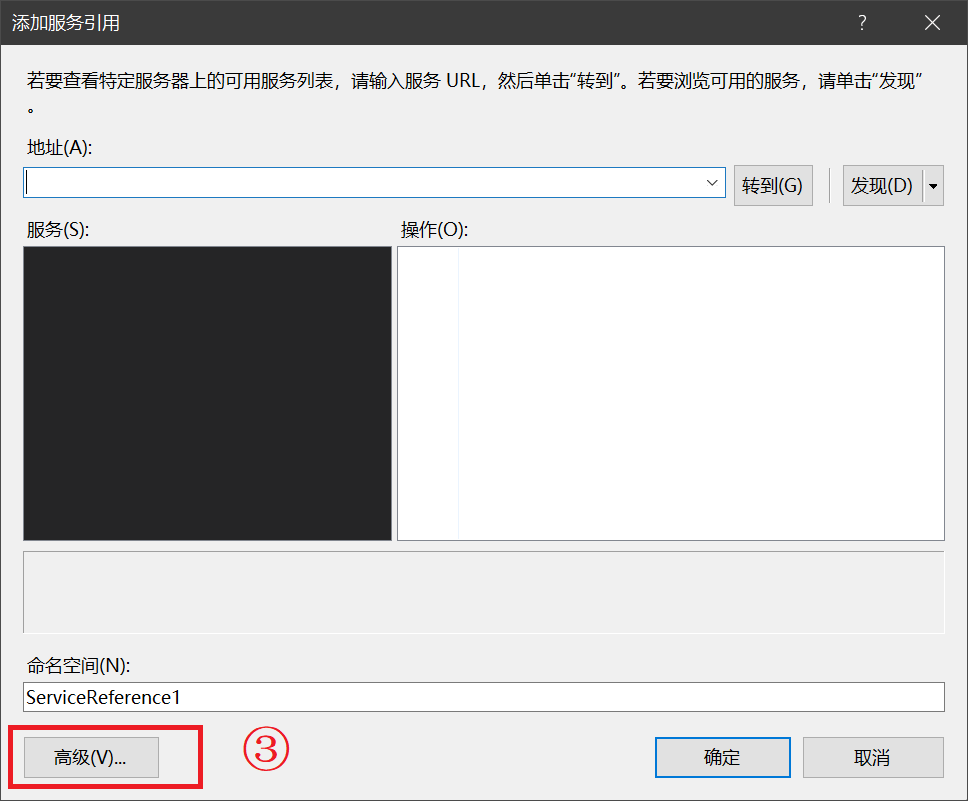 添加服务引用
?
若要查看特定服务器上的可用服务列表，请输入服务 URL，然后单击“转到”。若要浏览可用的服务，请单击“发现”
。
地址(A):
转到(G) 发现(D)
服务(S): 操作(O):
命名空间(N):
ServiceReference1
高级(V)... ③ 确定 取消